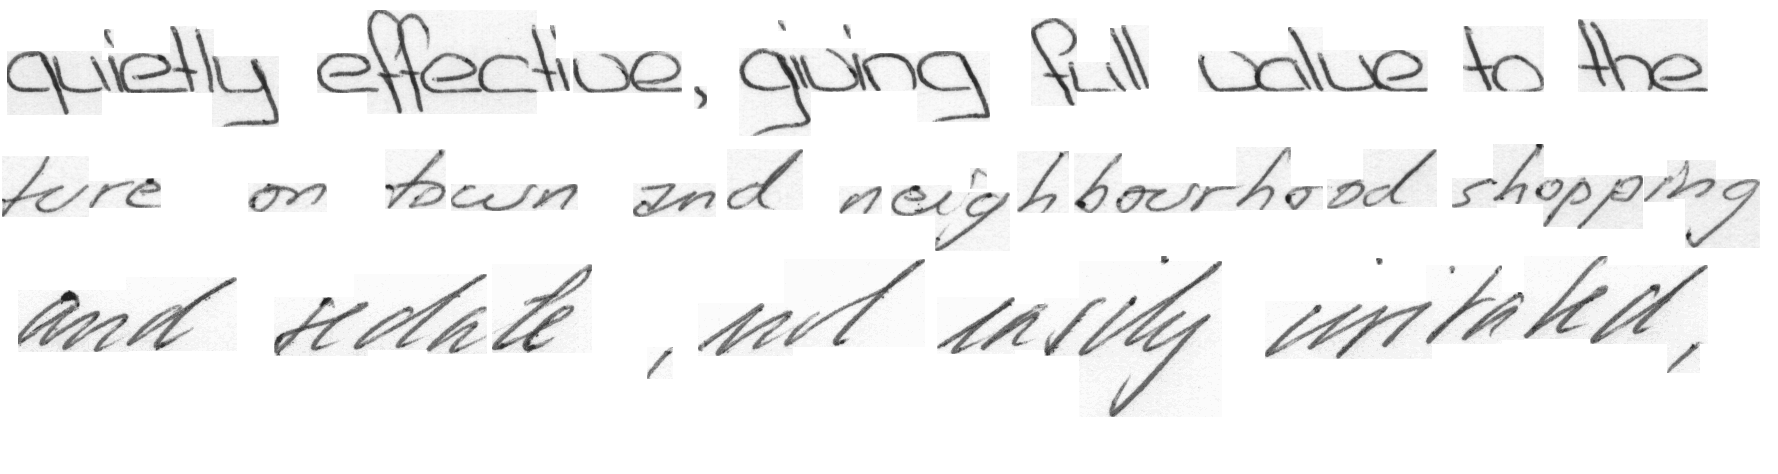 quietly effective, giving full value to the
ture on town and neighbourhood shopping
and sedate, not easily irritated,